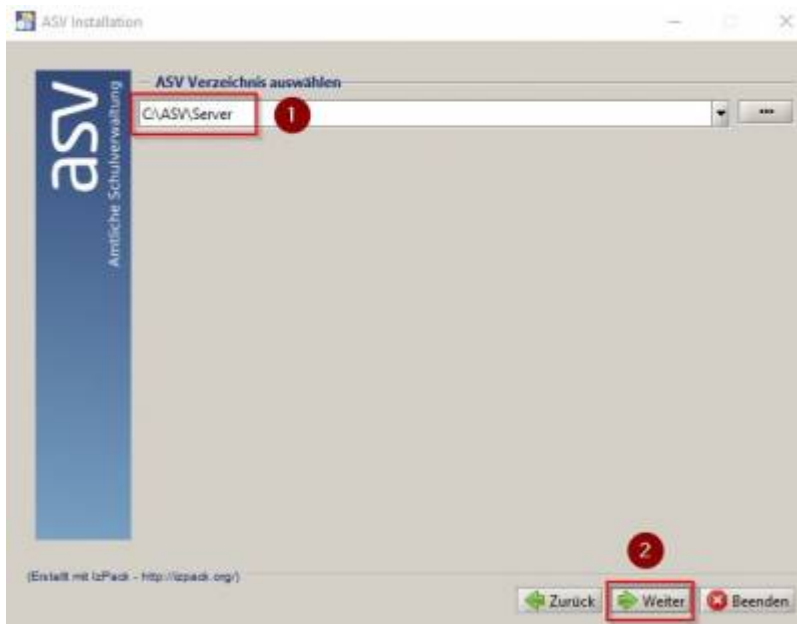 ASV Installation
asv
Amtliche Schulverwaltung
ASV Verzeichnis auswählen
C:\ASV\Server
1
...
2
(Erstellt mit IzPack - http://izpack.org/)
Zurück
Weiter
Beenden